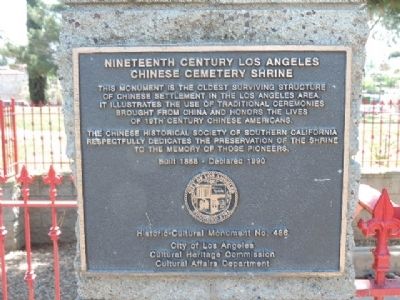 NINETEENTH CENTURY LOS ANGELES
CHINESE CEMETERY SHRINE
THIS MONUMENT IS THE OLDEST SURVIVING STRUCTURE
OF CHINESE SETTLEMENT IN THE LOS ANGELES AREA.
IT ILLUSTRATES THE USE OF TRADITIONAL CEREMONIES
BROUGHT FROM CHINA AND HONORS THE LIVES
OF 19TH CENTURY CHINESE AMERICANS.
THE CHINESE HISTORICAL SOCIETY OF SOUTHERN CALIFORNIA
RESPECTFULLY DEDICATES THE PRESERVATION OF THE SHRINE
TO THE MEMORY OF THOSE PIONEERS.
Built 1888 - Declared 1990
Historic-Cultural Monument No. 486
City of Los Angeles
Cultural Heritage Commission
Cultural Affairs Department